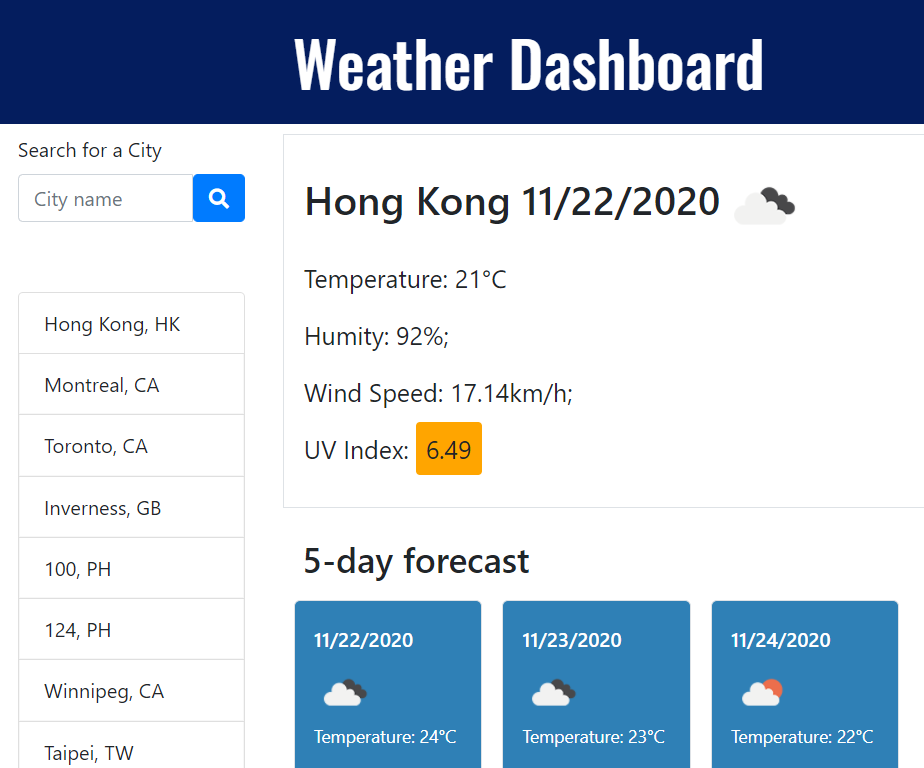 Weather Dashboard
Search for a City
City name
Hong Kong, HK
Montreal, CA
Toronto, CA
Inverness, GB
100, PH
124, PH
Winnipeg, CA
Taipei, TW
Hong Kong 11/22/2020
Temperature: 21°C
Humity: 92%;
Wind Speed: 17.14km/h;
UV Index: 6.49
5-day forecast
11/22/2020
Temperature: 24°C
11/23/2020
Temperature: 23°C
11/24/2020
Temperature: 22°C